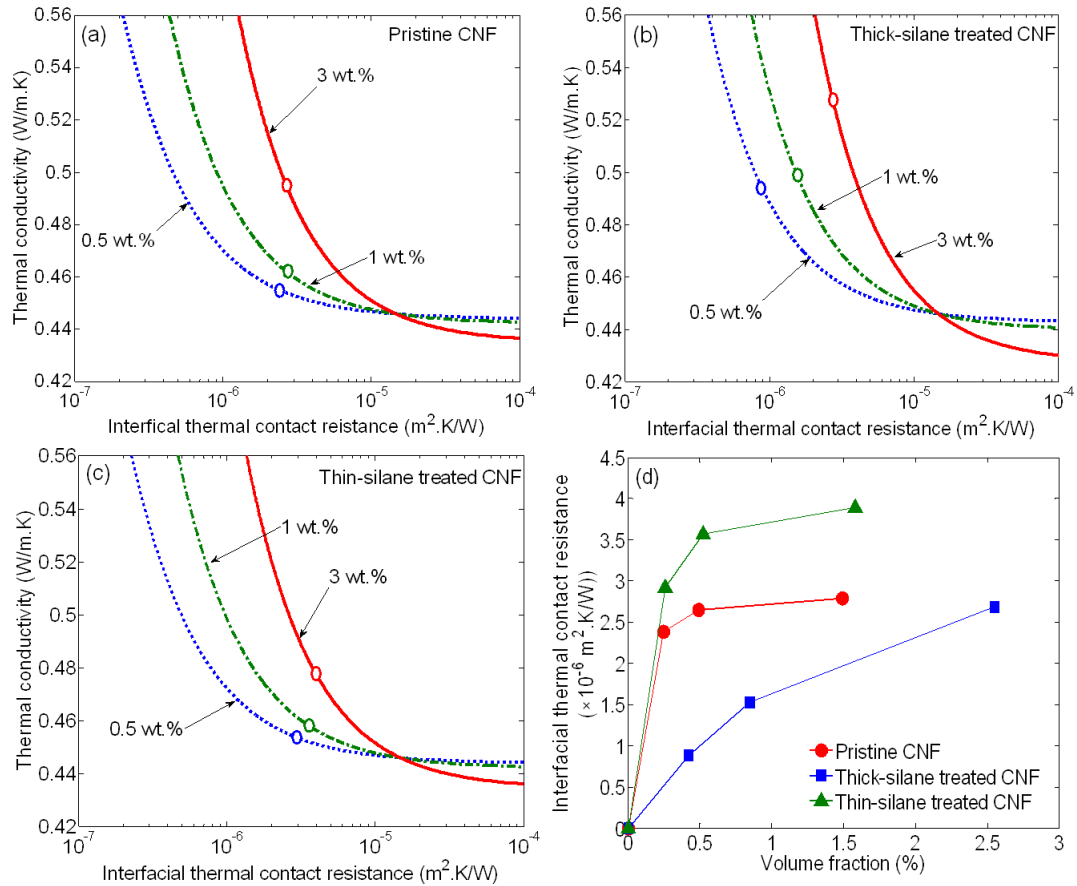 (a)
Pristine CNF
3 wt.%
0.5 wt.%
1 wt.%
Thermal conductivity (W/m.K)
0.56
0.54
0.52
0.5
0.48
0.46
0.44
0.42
10⁻⁷
10⁻⁶
10⁻⁵
10⁻⁴
Interfical thermal contact reistance (m².K/W)
(b)
Thick-silane treated CNF
1 wt.%
3 wt.%
0.5 wt.%
Thermal conductivity (W/m.K)
0.56
0.54
0.52
0.5
0.48
0.46
0.44
0.42
10⁻⁷
10⁻⁶
10⁻⁵
10⁻⁴
Interfacial thermal contact resistance (m².K/W)
(c)
Thin-silane treated CNF
1 wt.%
3 wt.%
0.5 wt.%
Thermal conductivity (W/m.K)
0.56
0.54
0.52
0.5
0.48
0.46
0.44
0.42
10⁻⁷
10⁻⁶
10⁻⁵
10⁻⁴
Interfacial thermal contact resistance (m².K/W)
(d)
Interfacial thermal contact resistance
(× 10⁻⁶ m².K/W))
4.5
4
3.5
3
2.5
2
1.5
1
0.5
0
Pristine CNF
Thick-silane treated CNF
Thin-silane treated CNF
0
0.5
1
1.5
2
2.5
3
Volume fraction (%)